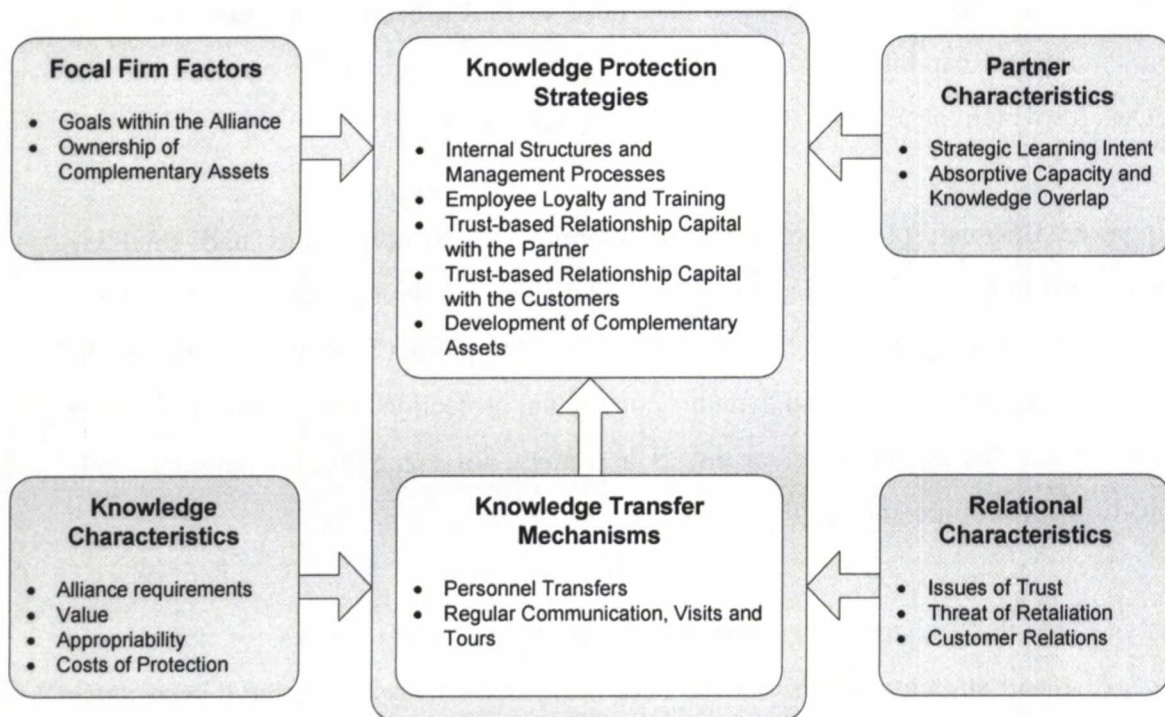 Focal Firm Factors
• Goals within the Alliance
• Ownership of
Complementary Assets
Knowledge Protection
Strategies
• Internal Structures and
Management Processes
• Employee Loyalty and Training
• Trust-based Relationship Capital
with the Partner
• Trust-based Relationship Capital
with the Customers
• Development of Complementary
Assets
Partner
Characteristics
• Strategic Learning Intent
• Absorptive Capacity and
Knowledge Overlap
Knowledge
Characteristics
• Alliance requirements
• Value
• Appropriability
• Costs of Protection
Knowledge Transfer
Mechanisms
• Personnel Transfers
• Regular Communication, Visits and
Tours
Relational
Characteristics
• Issues of Trust
• Threat of Retaliation
• Customer Relations